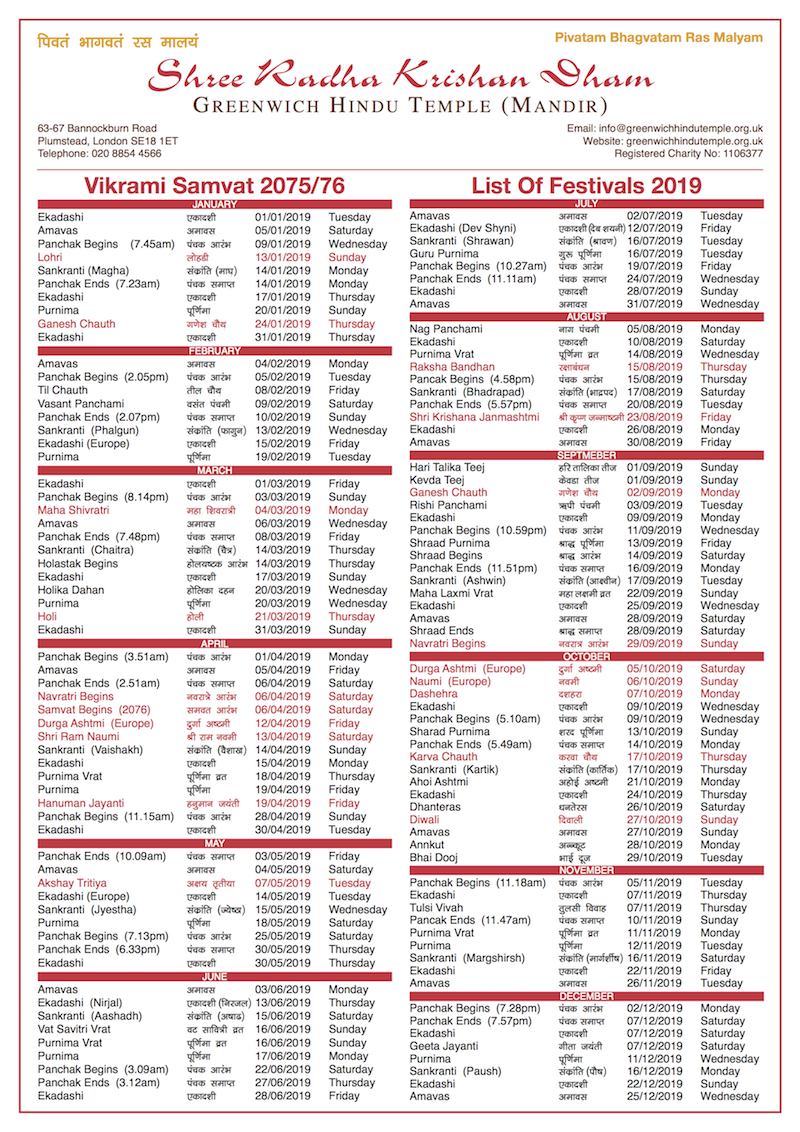 पिवतं भागवतं रस मालयं
Pivatam Bhagvatam Ras Malyam
Shree Radha Krishan Dham
GREENWICH HINDU TEMPLE (MANDIR)
63-67 Bannockburn Road
Plumstead, London SE18 1ET
Telephone: 020 8854 4566
Email: info@greenwichhindutemple.org.uk
Website: greenwichhindutemple.org.uk
Registered Charity No: 1106377
Vikrami Samvat 2075/76
JANUARY
Ekadashi एकादशी 01/01/2019 Tuesday
Amavas अमावस 05/01/2019 Saturday
Panchak Begins (7.45am) पंचक आरंभ 09/01/2019 Wednesday
Lohri लोहडी 13/01/2019 Sunday
Sankranti (Magha) संक्रांति (माघ) 14/01/2019 Monday
Panchak Ends (7.23am) पंचक समाप्त 14/01/2019 Monday
Ekadashi एकादशी 17/01/2019 Thursday
Purnima पूर्णिमा 20/01/2019 Sunday
Ganesh Chauth गणेश चौथ 24/01/2019 Thursday
Ekadashi एकादशी 31/01/2019 Thursday
FEBRUARY
Amavas अमावस 04/02/2019 Monday
Panchak Begins (2.05pm) पंचक आरंभ 05/02/2019 Tuesday
Til Chauth तील चौथ 08/02/2019 Friday
Vasant Panchami वसंत पंचमी 09/02/2019 Saturday
Panchak Ends (2.07pm) पंचक समाप्त 10/02/2019 Sunday
Sankranti (Phalgun) संक्रांति (फागुन) 13/02/2019 Wednesday
Ekadashi (Europe) एकादशी 15/02/2019 Friday
Purnima पूर्णिमा 19/02/2019 Tuesday
MARCH
Ekadashi एकादशी 01/03/2019 Friday
Panchak Begins (8.14pm) पंचक आरंभ 03/03/2019 Sunday
Maha Shivratri महा शिवरात्री 04/03/2019 Monday
Amavas अमावस 06/03/2019 Wednesday
Panchak Ends (7.48pm) पंचक समाप्त 08/03/2019 Friday
Sankranti (Chaitra) संक्रांति (चैत्र) 14/03/2019 Thursday
Holastak Begins होलयष्टक आरंभ 14/03/2019 Thursday
Ekadashi एकादशी 17/03/2019 Sunday
Holika Dahan होलिका दहन 20/03/2019 Wednesday
Purnima पूर्णिमा 20/03/2019 Wednesday
Holi होली 21/03/2019 Thursday
Ekadashi एकादशी 31/03/2019 Sunday
APRIL
Panchak Begins (3.51am) पंचक आरंभ 01/04/2019 Monday
Amavas अमावस 05/04/2019 Friday
Panchak Ends (2.51am) पंचक समाप्त 06/04/2019 Saturday
Navratri Begins नवरात्रे आरंभ 06/04/2019 Saturday
Samvat Begins (2076) समवत आरंभ 06/04/2019 Saturday
Durga Ashtmi (Europe) दुर्गा अष्टमी 12/04/2019 Friday
Shri Ram Naumi श्री राम नवमी 13/04/2019 Saturday
Sankranti (Vaishakh) संक्रांति (वैशाख) 14/04/2019 Sunday
Ekadashi एकादशी 15/04/2019 Monday
Purnima Vrat पूर्णिमा व्रत 18/04/2019 Thursday
Purnima पूर्णिमा 19/04/2019 Friday
Hanuman Jayanti हनुमान जयंती 19/04/2019 Friday
Panchak Begins (11.15am) पंचक आरंभ 28/04/2019 Sunday
Ekadashi एकादशी 30/04/2019 Tuesday
MAY
Panchak Ends (10.09am) पंचक समाप्त 03/05/2019 Friday
Amavas अमावस 04/05/2019 Saturday
Akshay Tritiya अक्षय तृतीया 07/05/2019 Tuesday
Ekadashi (Europe) एकादशी 14/05/2019 Tuesday
Sankranti (Jyestha) संक्रांति (ज्येष्ठ) 15/05/2019 Wednesday
Purnima पूर्णिमा 18/05/2019 Saturday
Panchak Begins (7.13pm) पंचक आरंभ 25/05/2019 Saturday
Panchak Ends (6.33pm) पंचक समाप्त 30/05/2019 Thursday
Ekadashi एकादशी 30/05/2019 Thursday
JUNE
Amavas अमावस 03/06/2019 Monday
Ekadashi (Nirjal) एकादशी (निरजल) 13/06/2019 Thursday
Sankranti (Aashadh) संक्रांति (अषाढ) 15/06/2019 Saturday
Vat Savitri Vrat वट सावित्री व्रत 16/06/2019 Sunday
Purnima Vrat पूर्णिमा व्रत 16/06/2019 Sunday
Purnima पूर्णिमा 17/06/2019 Monday
Panchak Begins (3.09am) पंचक आरंभ 22/06/2019 Saturday
Panchak Ends (3.12am) पंचक समाप्त 27/06/2019 Thursday
Ekadashi एकादशी 28/06/2019 Friday
List Of Festivals 2019
JULY
Amavas अमावस 02/07/2019 Tuesday
Ekadashi (Dev Shyni) एकादशी (देब शयनी) 12/07/2019 Friday
Sankranti (Shrawan) संक्रांति (श्रावण) 16/07/2019 Tuesday
Guru Purnima गुरू पूर्णिमा 16/07/2019 Tuesday
Panchak Begins (10.27am) पंचक आरंभ 19/07/2019 Friday
Panchak Ends (11.11am) पंचक समाप्त 24/07/2019 Wednesday
Ekadashi एकादशी 28/07/2019 Sunday
Amavas अमावस 31/07/2019 Wednesday
AUGUST
Nag Panchami नाग पंचमी 05/08/2019 Monday
Ekadashi एकादशी 10/08/2019 Saturday
Purnima Vrat पूर्णिमा व्रत 14/08/2019 Wednesday
Raksha Bandhan रक्षाबंधन 15/08/2019 Thursday
Pancak Begins (4.58pm) पंचक आरंभ 15/08/2019 Thursday
Sankranti (Bhadrapad) संक्रांति (भाद्रपद) 17/08/2019 Saturday
Panchak Ends (5.57pm) पंचक समाप्त 20/08/2019 Tuesday
Shri Krishana Janmashtmi श्री कृष्ण जन्माष्टमी 23/08/2019 Friday
Ekadashi एकादशी 26/08/2019 Monday
Amavas अमावस 30/08/2019 Friday
SEPTMEBER
Hari Talika Teej हरि तालिका तीज 01/09/2019 Sunday
Kevda Teej केवडा तीज 01/09/2019 Sunday
Ganesh Chauth गणेश चौथ 02/09/2019 Monday
Rishi Panchami ऋषी पंचमी 03/09/2019 Tuesday
Ekadashi एकादशी 09/09/2019 Monday
Panchak Begins (10.59pm) पंचक आरंभ 11/09/2019 Wednesday
Shraad Purnima श्राद्ध पूर्णिमा 13/09/2019 Friday
Shraad Begins श्राद्ध आरंभ 14/09/2019 Saturday
Panchak Ends (11.51pm) पंचक समाप्त 16/09/2019 Monday
Sankranti (Ashwin) संक्रांति (आश्वीन) 17/09/2019 Tuesday
Maha Laxmi Vrat महा लक्षमी व्रत 22/09/2019 Sunday
Ekadashi एकादशी 25/09/2019 Wednesday
Amavas अमावस 28/09/2019 Saturday
Shraad Ends श्राद्ध समाप्त 28/09/2019 Saturday
Navratri Begins नवरात्र आरंभ 29/09/2019 Sunday
OCTOBER
Durga Ashtmi (Europe) दुर्गा अष्टमी 05/10/2019 Saturday
Naumi (Europe) नवमी 06/10/2019 Sunday
Dashehra दशहरा 07/10/2019 Monday
Ekadashi एकादशी 09/10/2019 Wednesday
Panchak Begins (5.10am) पंचक आरंभ 09/10/2019 Wednesday
Sharad Purnima शरद पूर्णिमा 13/10/2019 Sunday
Panchak Ends (5.49am) पंचक समाप्त 14/10/2019 Monday
Karva Chauth करवा चौथ 17/10/2019 Thursday
Sankranti (Kartik) संक्रांति (कार्तिक) 17/10/2019 Thursday
Ahoi Ashtmi अहोई अष्टमी 21/10/2019 Monday
Ekadashi एकादशी 24/10/2019 Thursday
Dhanteras धनतेरस 26/10/2019 Saturday
Diwali दिवाली 27/10/2019 Sunday
Amavas अमावस 27/10/2019 Sunday
Annkut अन्नकूट 28/10/2019 Monday
Bhai Dooj भाई दूज 29/10/2019 Tuesday
NOVEMBER
Panchak Begins (11.18am) पंचक आरंभ 05/11/2019 Tuesday
Ekadashi एकादशी 07/11/2019 Thursday
Tulsi Vivah तुलसी विवाह 07/11/2019 Thursday
Pancak Ends (11.47am) पंचक समाप्त 10/11/2019 Sunday
Purnima Vrat पूर्णिमा व्रत 11/11/2019 Monday
Purnima पूर्णिमा 12/11/2019 Tuesday
Sankranti (Margshirsh) संक्रांति (मार्गशीर्ष) 16/11/2019 Saturday
Ekadashi एकादशी 22/11/2019 Friday
Amavas अमावस 26/11/2019 Tuesday
DECEMBER
Panchak Begins (7.28pm) पंचक आरंभ 02/12/2019 Monday
Panchak Ends (7.57pm) पंचक समाप्त 07/12/2019 Saturday
Ekadashi एकादशी 07/12/2019 Saturday
Geeta Jayanti गीता जयंती 07/12/2019 Saturday
Purnima पूर्णिमा 11/12/2019 Wednesday
Sankranti (Paush) संक्रांति (पौष) 16/12/2019 Monday
Ekadashi एकादशी 22/12/2019 Sunday
Amavas अमावस 25/12/2019 Wednesday